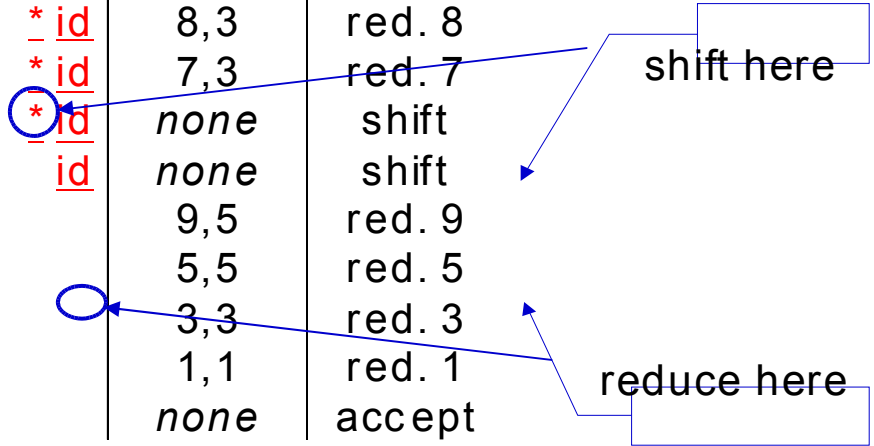 * id 8,3 red. 8
* id 7,3 red. 7
shift here
* id none shift
id none shift
9,5 red. 9
5,5 red. 5
3,3 red. 3
1,1 red. 1
reduce here
none accept